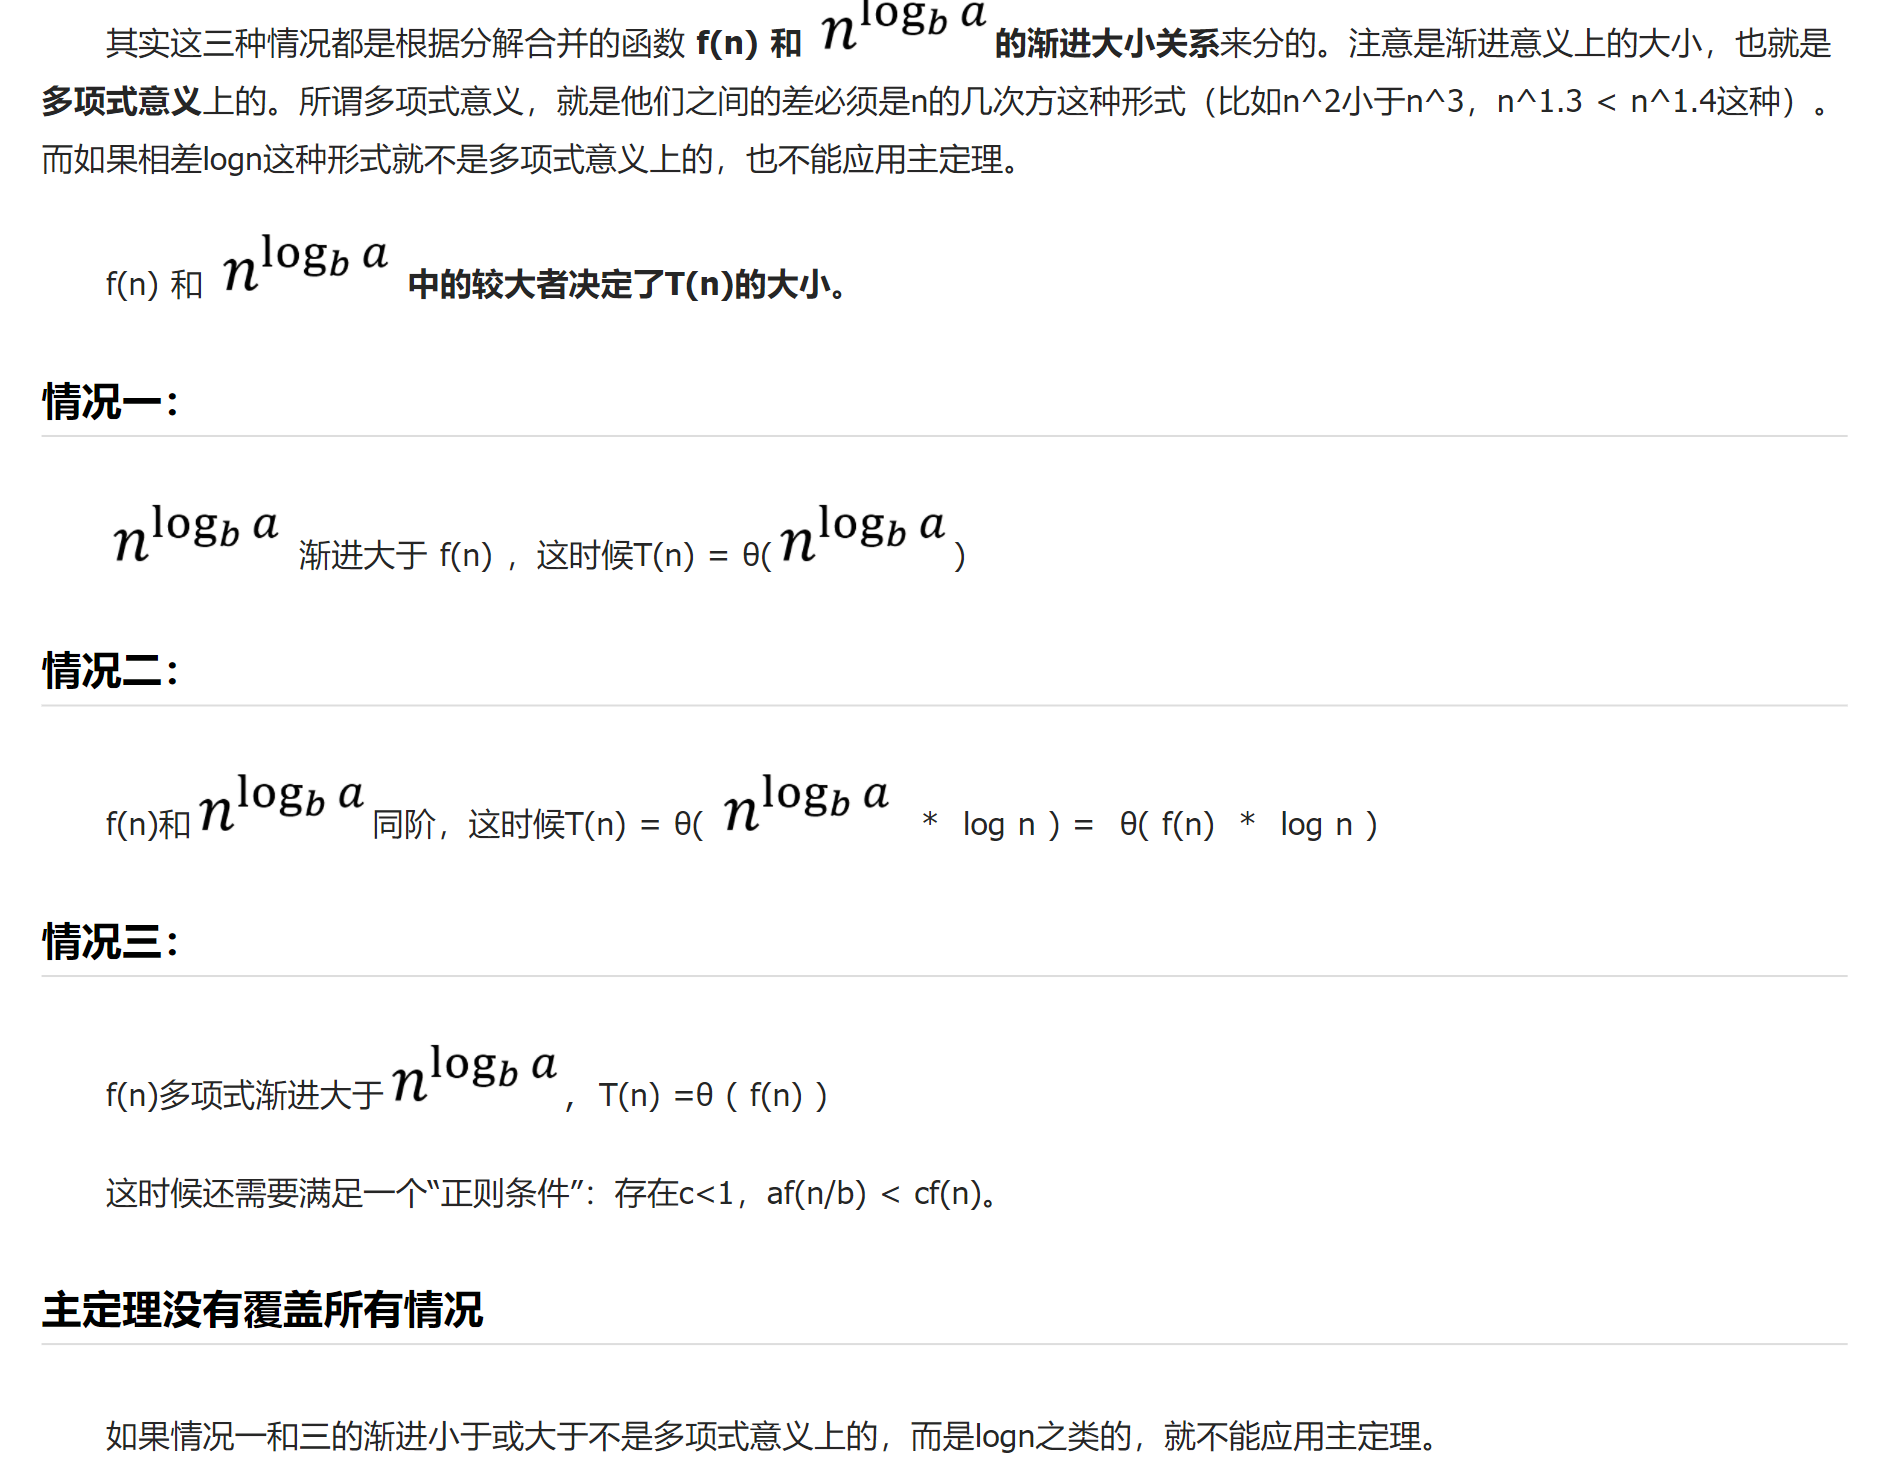 其实这三种情况都是根据分解合并的函数 f(n) 和 n^{log_b a} 的渐进大小关系来分的。注意是渐进意义上的大小，也就是
多项式意义上的。所谓多项式意义，就是他们之间的差必须是n的几次方这种形式（比如n^2小于n^3，n^1.3 < n^1.4这种）。
而如果相差logn这种形式就不是多项式意义上的，也不能应用主定理。
f(n) 和 n^{log_b a} 中的较大者决定了T(n)的大小。
情况一：
n^{log_b a} 渐进大于 f(n) ，这时候T(n) = θ( n^{log_b a} )
情况二：
f(n)和 n^{log_b a} 同阶，这时候T(n) = θ( n^{log_b a} * log n ) = θ( f(n) * log n )
情况三：
f(n)多项式渐进大于 n^{log_b a} ，T(n) =θ ( f(n) )
这时候还需要满足一个“正则条件”：存在c<1，af(n/b) < cf(n)。
主定理没有覆盖所有情况
如果情况一和三的渐进小于或大于不是多项式意义上的，而是logn之类的，就不能应用主定理。